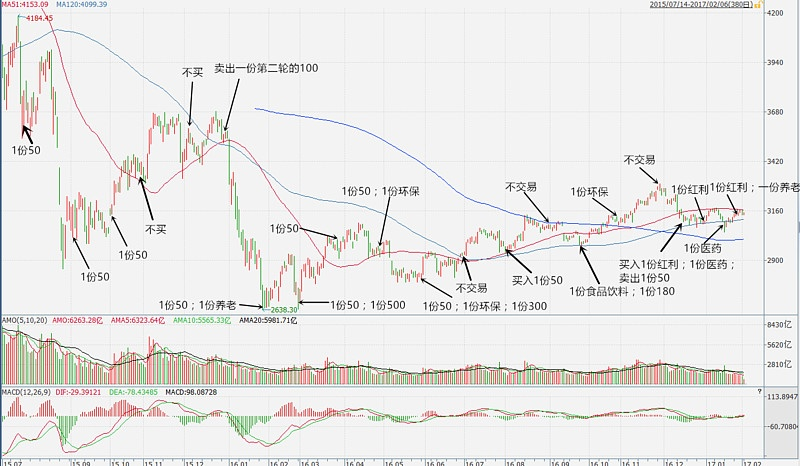 MA51:4153.09 MA120:4099.39 2015/07/14-2017/02/06(380日)
4184.45
4200
3940
3680
3420
3160
2900
不买
卖出一份第二轮的100
1份50
不买
1份50
1份50
1份50；1份养老
2638.30
1份50；1份500
1份50
1份50；1份环保
1份50；1份环保；1份300
不交易
买入1份50
不交易
1份环保
1份食品饮料；1份180
不交易
1份红利
1份红利；一份养老
1份医药
买入1份红利；1份医药；
卖出1份50
AMO(5,10,20) AMO:6263.28亿 AMA5:6323.64亿 AMA10:5565.33亿 AMA20:5981.71亿
8430亿
5620亿
2810亿
MACD(12,26,9) DIF:-29.39121 DEA:-78.43485 MACD:98.08728
?
113.8947
-60.7080
15.07 15.09 15.10 15.11 15.12 16.01 16.02 16.03 16.04 16.05 16.06 16.07 16.08 16.09 16.10 16.11 16.12 17.01 17.02